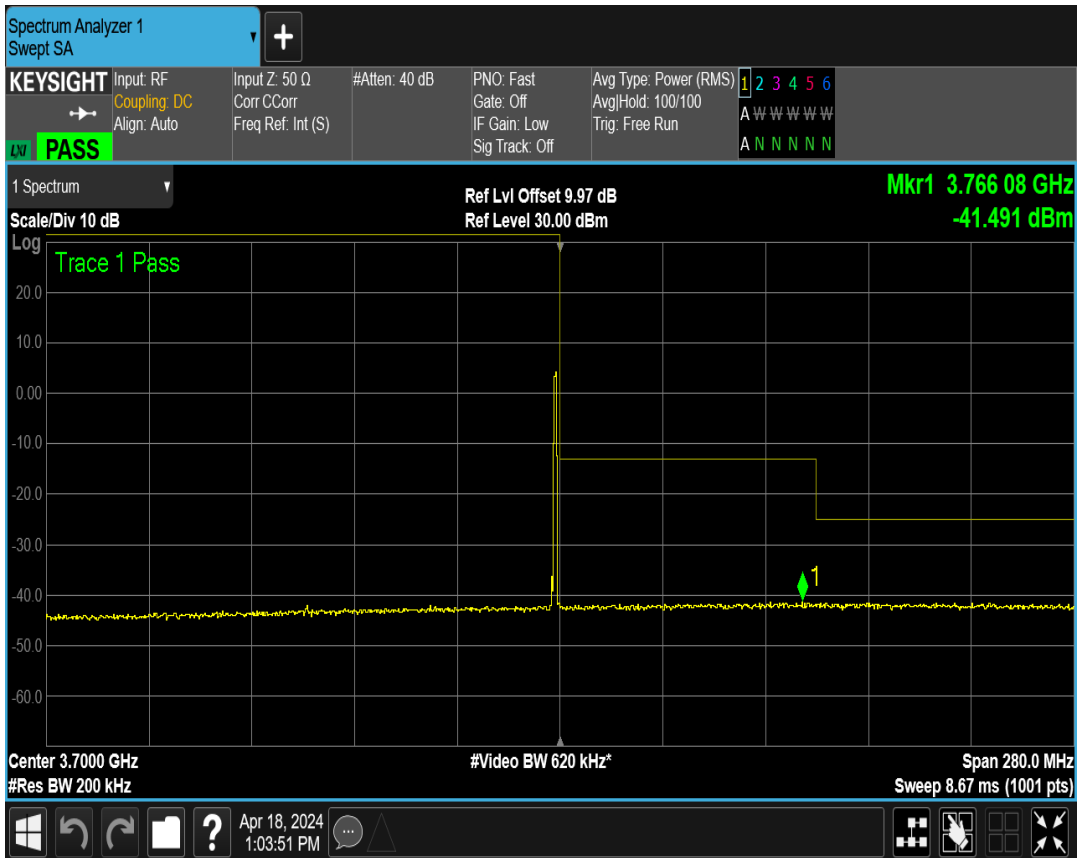 Spectrum Analyzer 1
Swept SA
+
KEYSIGHT
LXI PASS
Input: RF
Coupling: DC
Align: Auto
Input Z: 50 Ω
Corr CCorr
Freq Ref: Int (S)
#Atten: 40 dB
PNO: Fast
Gate: Off
IF Gain: Low
Sig Track: Off
Avg Type: Power (RMS)
Avg|Hold: 100/100
Trig: Free Run
1 2 3 4 5 6
A W W W W W
A N N N N N
1 Spectrum
Scale/Div 10 dB
Ref Lvl Offset 9.97 dB
Ref Level 30.00 dBm
Mkr1 3.766 08 GHz
-41.491 dBm
Log
Trace 1 Pass
20.0
10.0
0.00
-10.0
-20.0
-30.0
-40.0
-50.0
-60.0
1
Center 3.7000 GHz
#Res BW 200 kHz
#Video BW 620 kHz*
Span 280.0 MHz
Sweep 8.67 ms (1001 pts)
?
Apr 18, 2024
1:03:51 PM